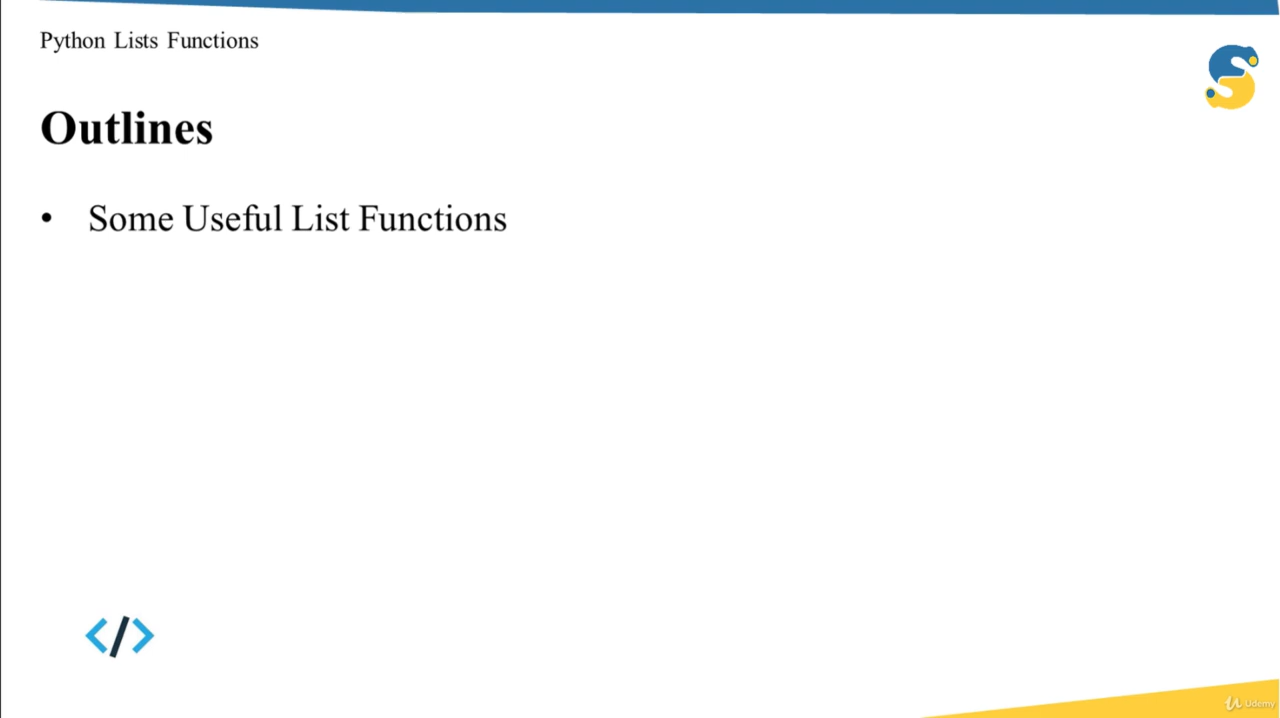 Python Lists Functions
Outlines
• Some Useful List Functions
</>
Udemy